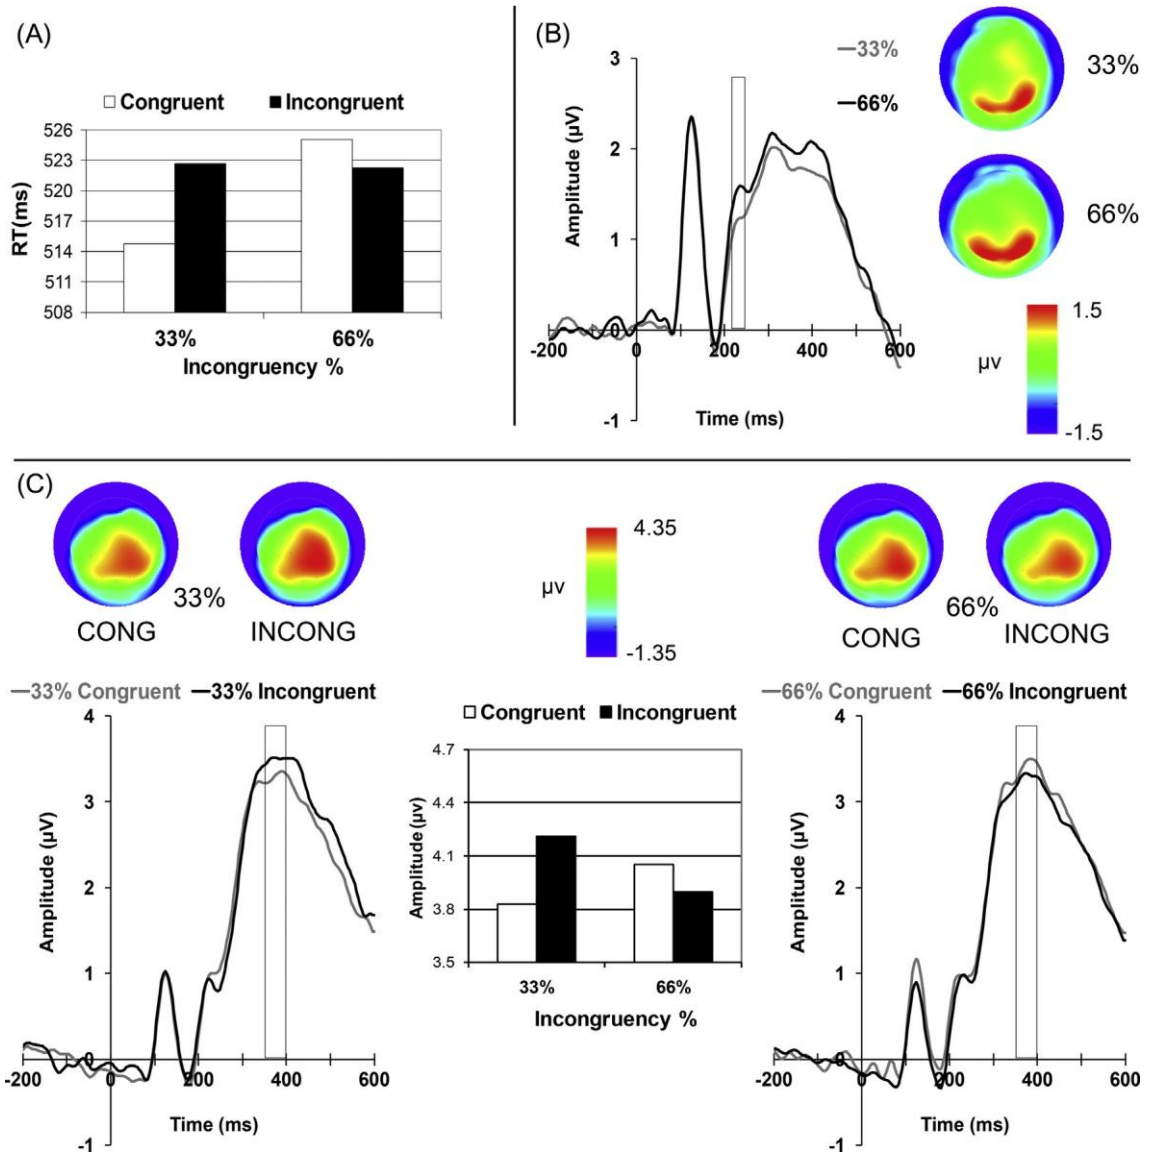 (A)
Congruent Incongruent
526
523
520
517
514
511
508
RT(ms)
33% 66%
Incongruency %
(B)
33%
66%
3
2
1
0
-1
Amplitude (µV)
-200 0 200 400 600
Time (ms)
33%
66%
1.5
µv
-1.5
(C)
33%
CONG INCONG
4.35
µv
-1.35
66%
CONG INCONG
33% Congruent 33% Incongruent
4
3
2
1
0
-1
Amplitude (µV)
-200 0 200 400 600
Time (ms)
Congruent Incongruent
4.7
4.4
4.1
3.8
3.5
Amplitude (µV)
33% 66%
Incongruency %
66% Congruent 66% Incongruent
4
3
2
1
0
-1
Amplitude (µV)
-200 0 200 400 600
Time (ms)